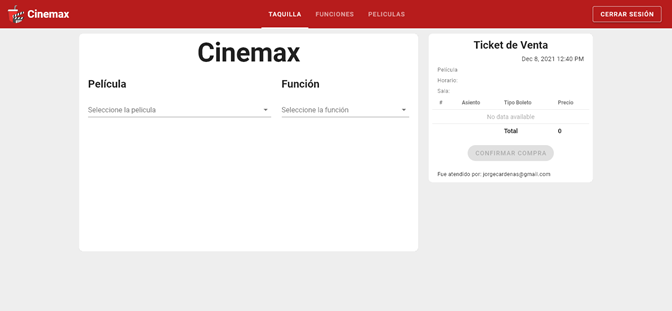 Cinemax
TAQUILLA FUNCIONES PELICULAS
CERRAR SESIÓN
Cinemax
Película Función
Seleccione la pelicula Seleccione la función
Ticket de Venta
Dec 8, 2021 12:40 PM
Película
Horario:
Sala:
# Asiento Tipo Boleto Precio
No data available
Total 0
CONFIRMAR COMPRA
Fue atendido por: jorgecardenas@gmail.com